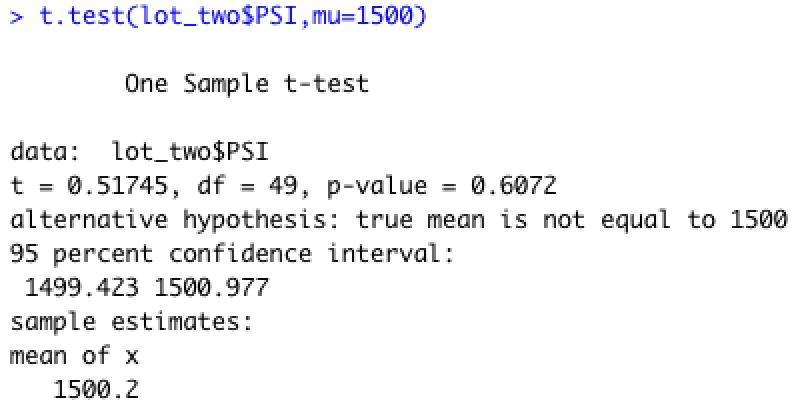 > t.test(lot_two$PSI,mu=1500)
One Sample t-test
data:  lot_two$PSI
t = 0.51745, df = 49, p-value = 0.6072
alternative hypothesis: true mean is not equal to 1500
95 percent confidence interval:
1499.423 1500.977
sample estimates:
mean of x
1500.2